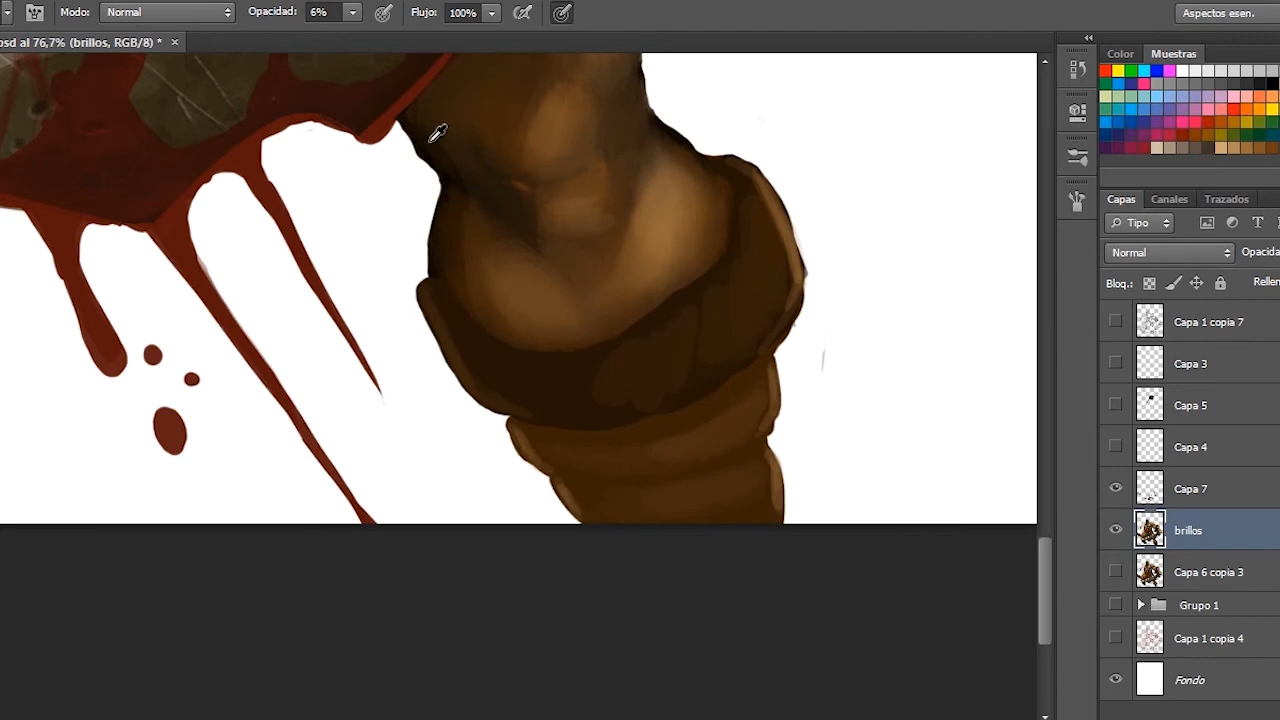 Modo: Normal Opacidad: 6% Flujo: 100% Aspectos esen.
osd al 76,7% (brillos, RGB/8) * ×
Color Muestras
Capas Canales Trazados
Tipo
Normal Opacida
Bloq.: Reller
Capa 1 copia 7
Capa 3
Capa 5
Capa 4
Capa 7
brillos
Capa 6 copia 3
Grupo 1
Capa 1 copia 4
Fondo